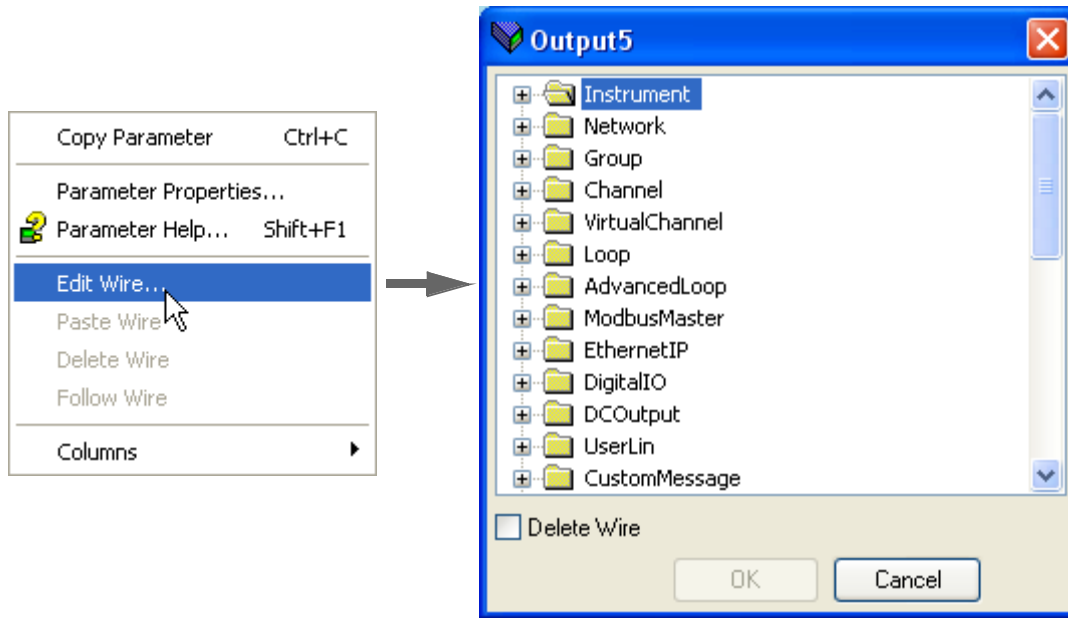 Copy Parameter Ctrl+C
Parameter Properties...
Parameter Help... Shift+F1
Edit Wire...
Paste Wire
Delete Wire
Follow Wire
Columns
Output5
Instrument
Network
Group
Channel
VirtualChannel
Loop
AdvancedLoop
ModbusMaster
EthernetIP
DigitalIO
DCOutput
UserLin
CustomMessage
Delete Wire
OK Cancel